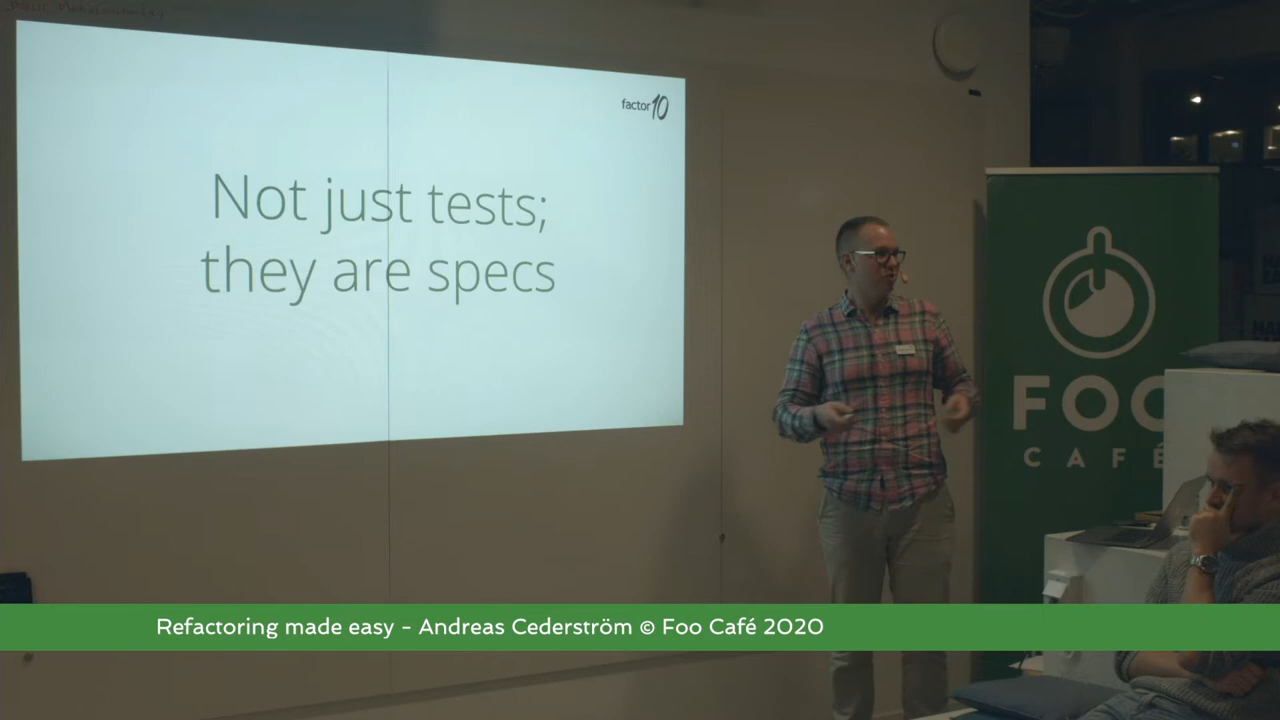 factor10
Not just tests;
they are specs
FOO
CAFÉ
Refactoring made easy - Andreas Cederström © Foo Café 2020